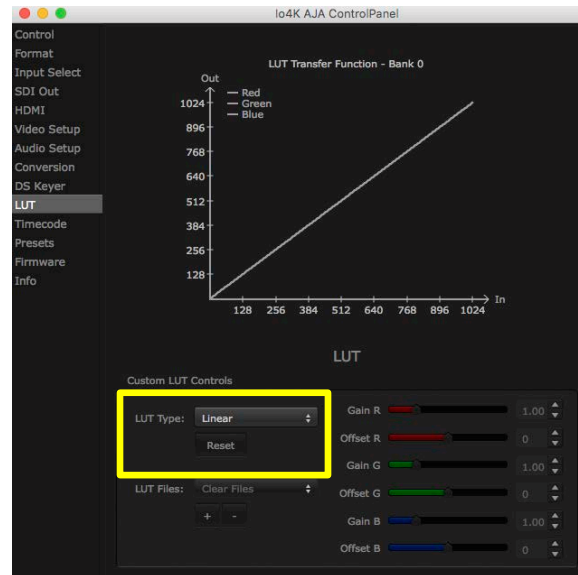 Io4K AJA ControlPanel
Control
Format
Input Select
SDI Out
HDMI
Video Setup
Audio Setup
Conversion
DS Keyer
LUT
Timecode
Presets
Firmware
Info
LUT Transfer Function - Bank 0
Out
Red
Green
Blue
1024
896
768
640
512
384
256
128
128 256 384 512 640 768 896 1024 In
LUT
Custom LUT Controls
LUT Type: Linear
Reset
LUT Files: Clear Files
+ -
Gain R 1.00
Offset R 0
Gain G 1.00
Offset G 0
Gain B 1.00
Offset B 0